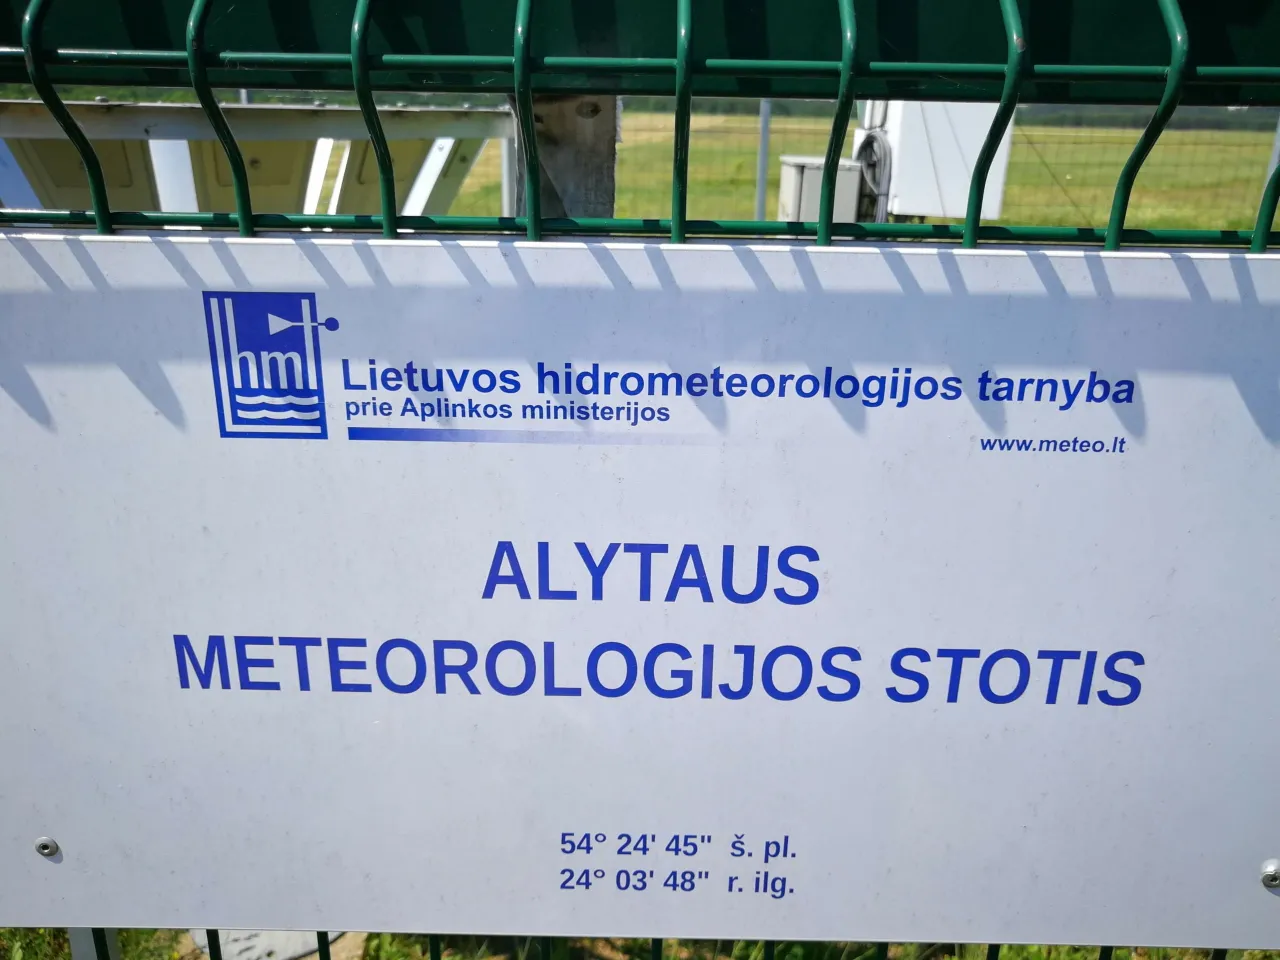 hm
Lietuvos hidrometeorologijos tarnyba
prie Aplinkos ministerijos
www.meteo.lt
ALYTAUS
METEOROLOGIJOS STOTIS
54° 24' 45" š. pl.
24° 03' 48" r. ilg.